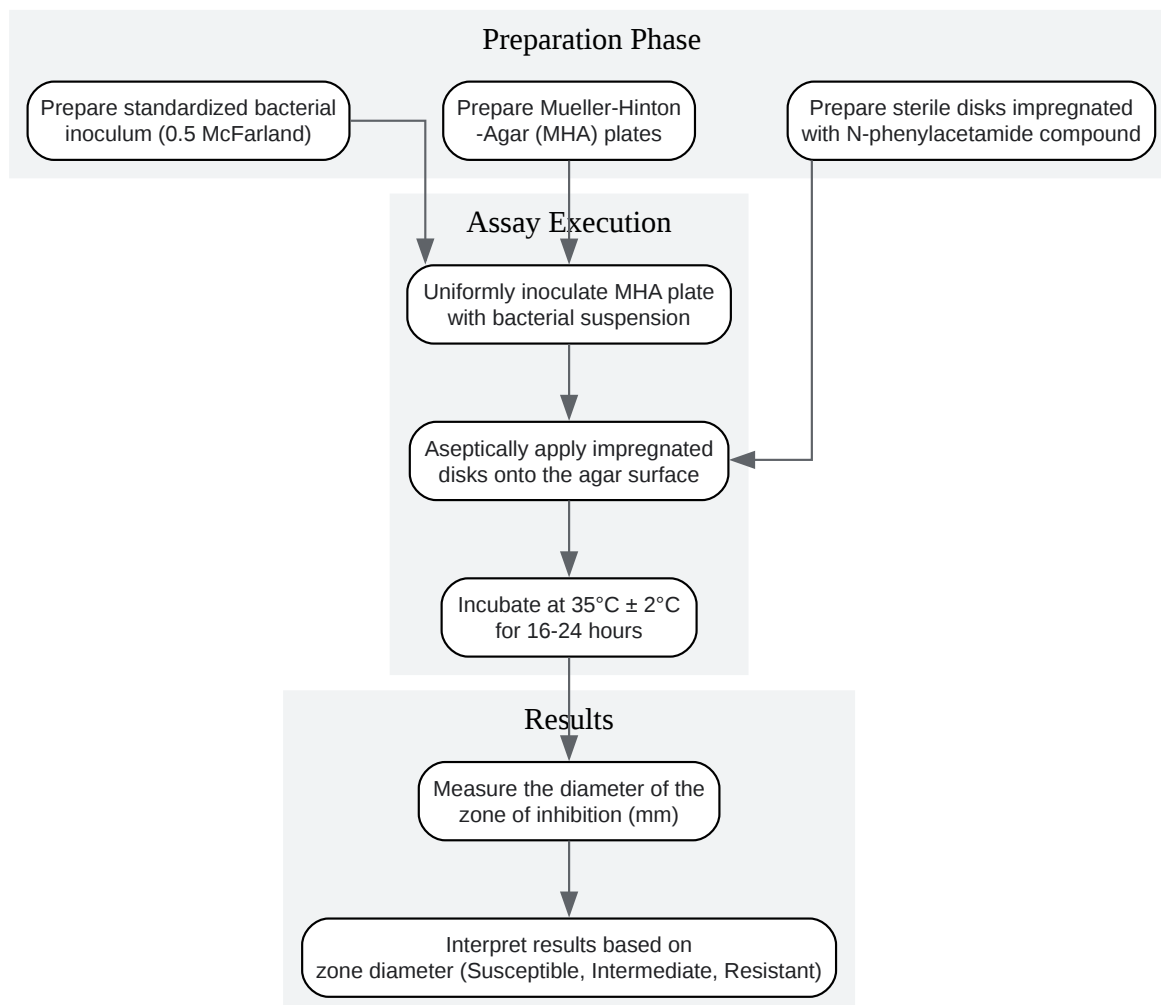 Preparation Phase
Prepare standardized bacterial
inoculum (0.5 McFarland)
Prepare Mueller-Hinton
-Agar (MHA) plates
Prepare sterile disks impregnated
with N-phenylacetamide compound
Assay Execution
Uniformly inoculate MHA plate
with bacterial suspension
Aseptically apply impregnated
disks onto the agar surface
Incubate at 35°C ± 2°C
for 16-24 hours
Results
Measure the diameter of the
zone of inhibition (mm)
Interpret results based on
zone diameter (Susceptible, Intermediate, Resistant)